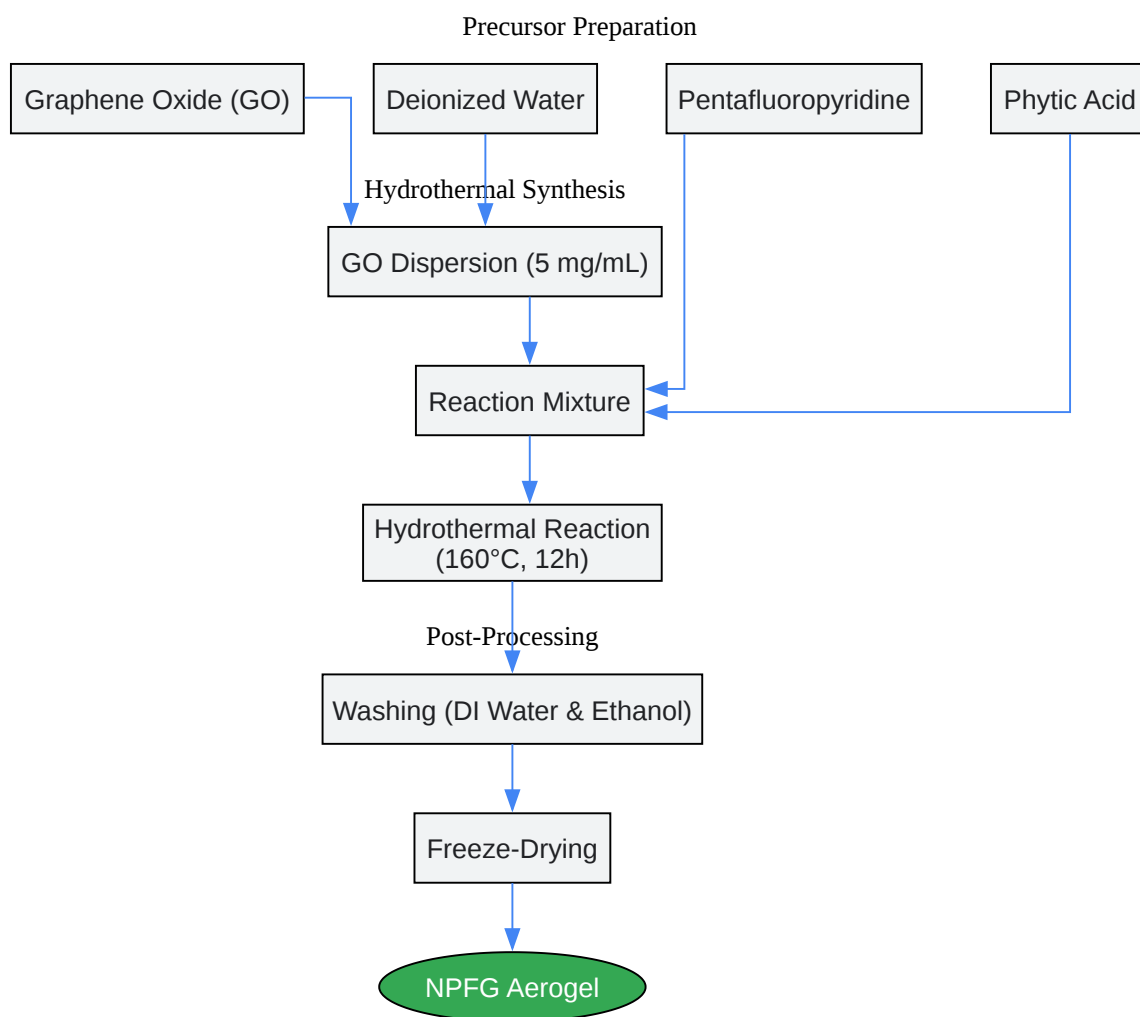 Precursor Preparation
Graphene Oxide (GO)
Deionized Water
Pentafluoropyridine
Phytic Acid
Hydrothermal Synthesis
GO Dispersion (5 mg/mL)
Reaction Mixture
Hydrothermal Reaction
(160°C, 12h)
Post-Processing
Washing (DI Water & Ethanol)
Freeze-Drying
NPFG Aerogel